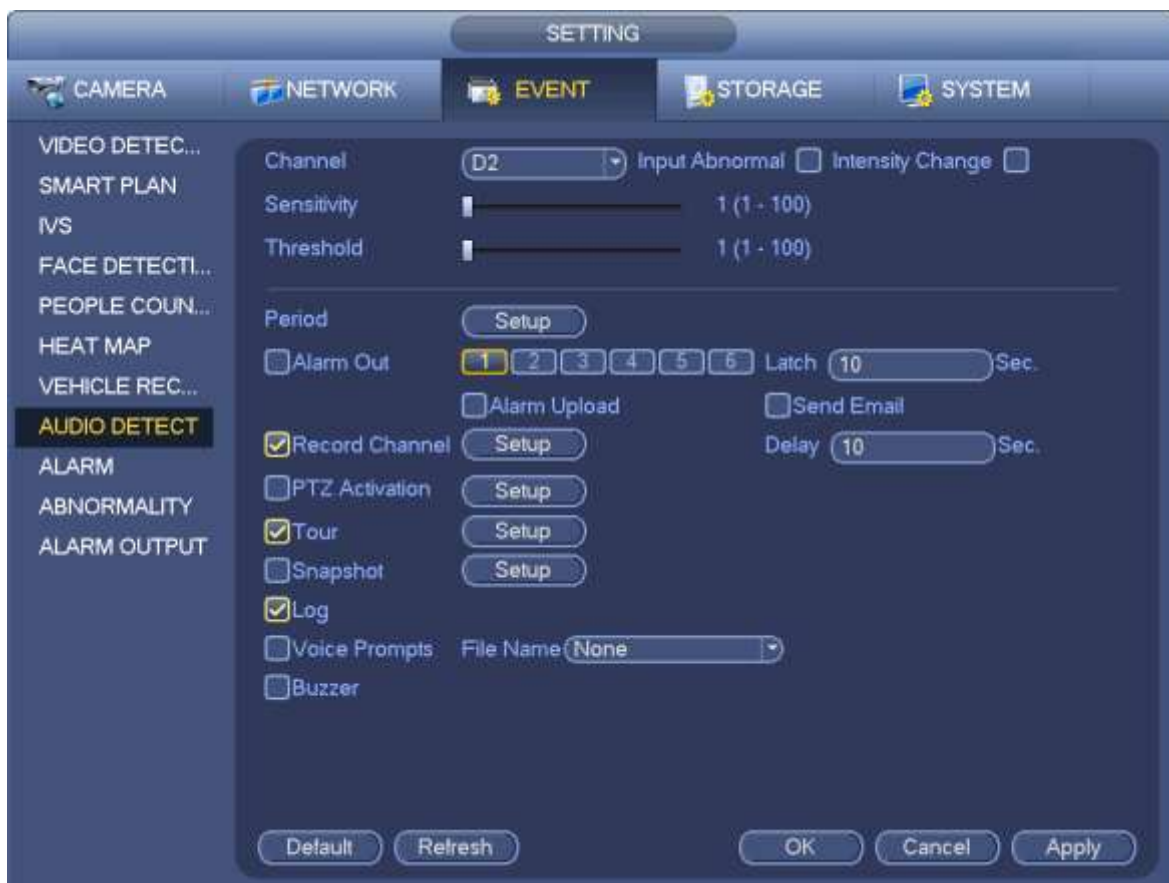 SETTING
CAMERA NETWORK EVENT STORAGE SYSTEM
VIDEO DETEC...
SMART PLAN
IVS
FACE DETECTI...
PEOPLE COUN...
HEAT MAP
VEHICLE REC...
AUDIO DETECT
ALARM
ABNORMALITY
ALARM OUTPUT
Channel D2 Input Abnormal Intensity Change
Sensitivity 1 (1 - 100)
Threshold 1 (1 - 100)
Period Setup
Alarm Out 1 2 3 4 5 6 Latch 10 Sec.
Alarm Upload Send Email
Record Channel Setup Delay 10 Sec.
PTZ Activation Setup
Tour Setup
Snapshot Setup
Log
Voice Prompts File Name None
Buzzer
Default Refresh OK Cancel Apply